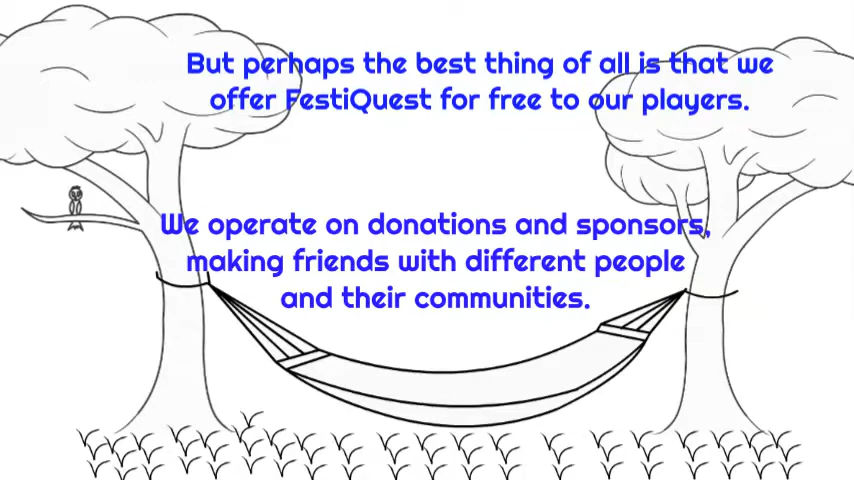 But perhaps the best thing of all is that we
offer FestiQuest for free to our players.
We operate on donations and sponsors,
making friends with different people
and their communities.